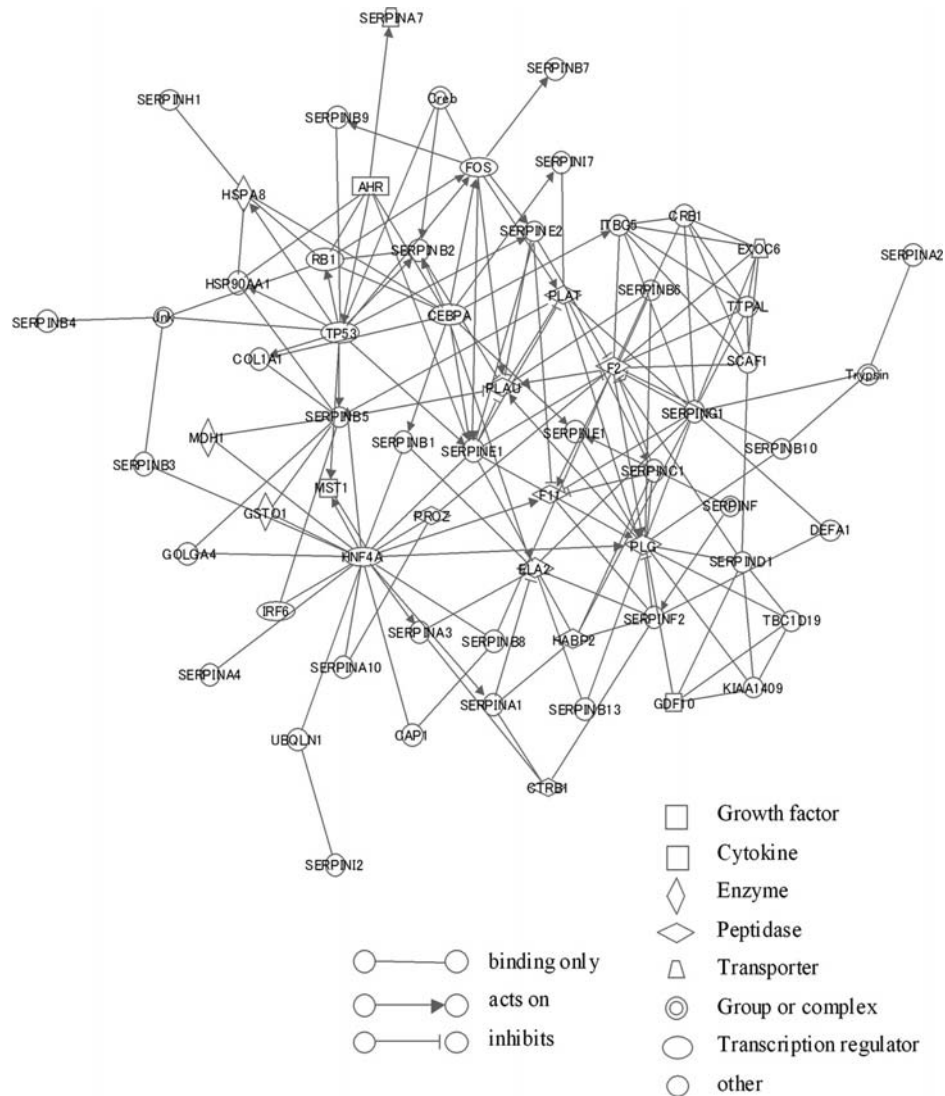 SERPINA7
SERPINB7
SERPINH1
Creb
SERPINB9
FOS
SERPINI7
AHR
HSPA8
ITBG5
CRB1
SERPINE2
EXOC6
SERPINA2
RB1
SERPINB2
HSP90AA1
PLAT
SERPINB6
TTPAL
SERPINB4
Jnk
TP53
CEBPA
COL1A1
SCAF1
F2
Trypsin
PLAU
SERPINB5
SERPING1
MDH1
SERPINB1
SERPINE1
SERPINE1
SERPINB10
SERPINB3
SERPINC1
MST1
F11
GSTO1
PROZ
SERPINF
DEFA1
GOLGA4
HNF4A
PLG
SERPIND1
ELA2
IRF6
SERPINA3
SERPINB8
HABP2
SERPINF2
TBC1D19
SERPINA4
SERPINA10
SERPINA1
SERPINB13
GDF10
KIAA1409
UBQLN1
CAP1
CTRB1
SERPINI2
Growth factor
Cytokine
Enzyme
Peptidase
Transporter
Group or complex
Transcription regulator
other
binding only
acts on
inhibits